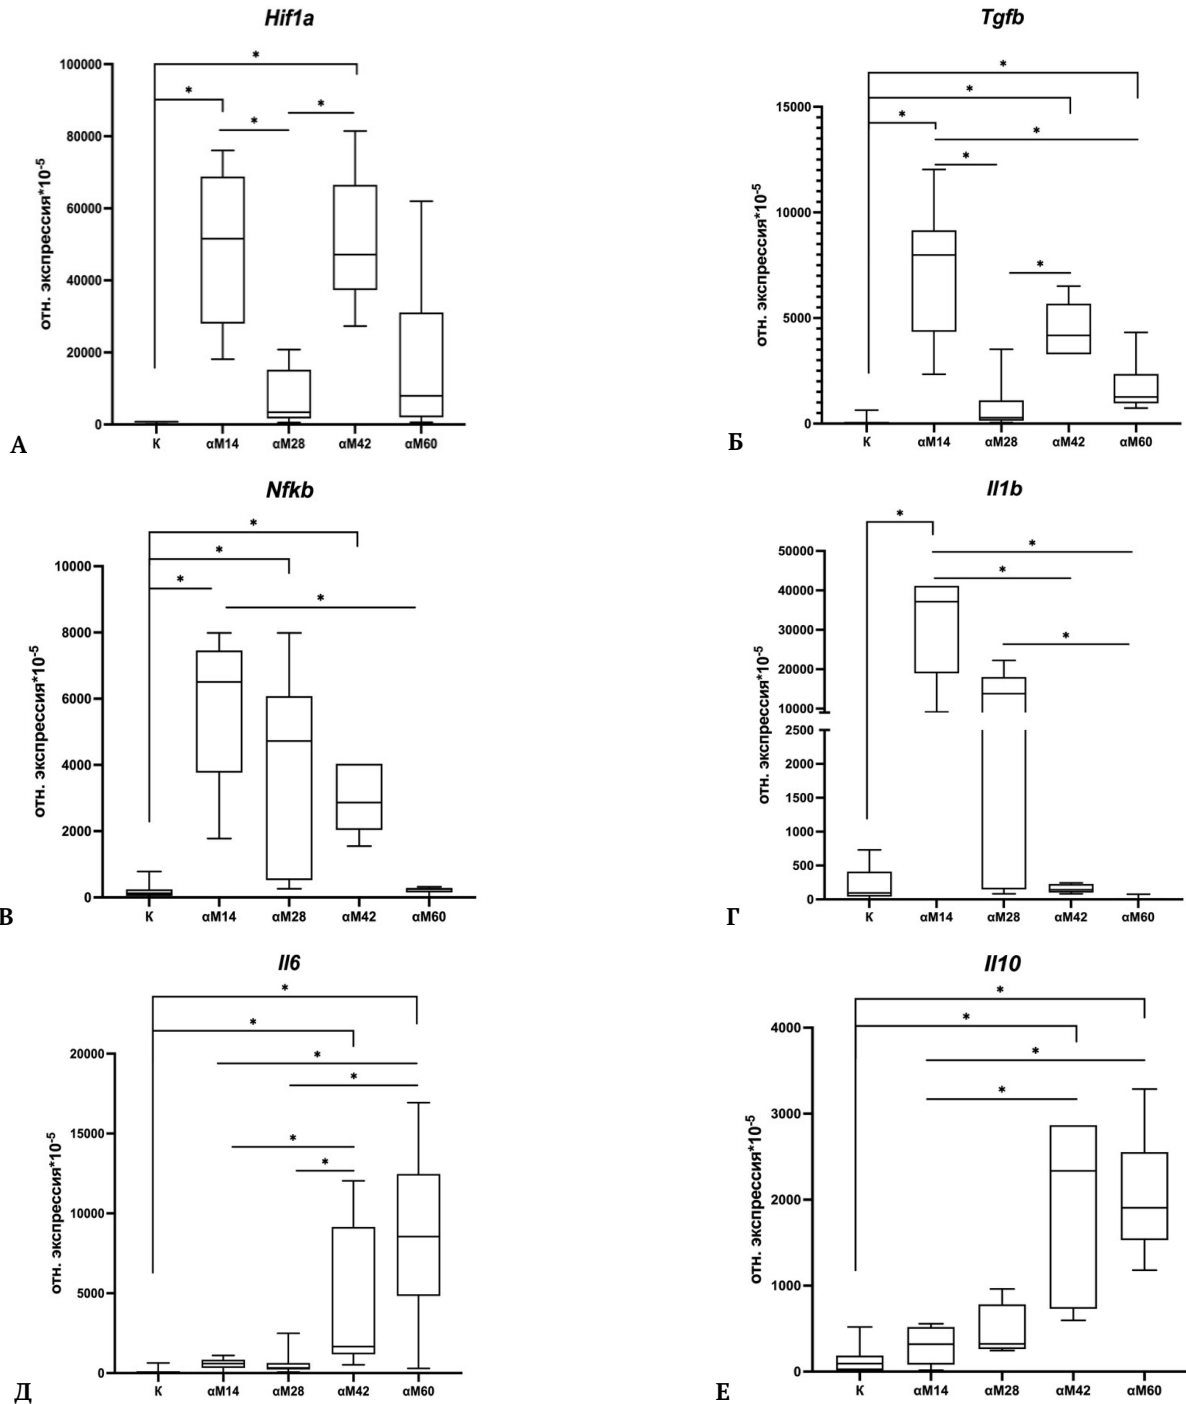 Hif1a
*
*
*
*
100000
80000
60000
40000
20000
0
отн. экспрессия*10-5
К αM14 αM28 αM42 αM60
А
Tgfb
*
*
*
*
*
*
15000
10000
5000
0
отн. экспрессия*10-5
К αM14 αM28 αM42 αM60
Б
Nfkb
*
*
*
*
10000
8000
6000
4000
2000
0
отн. экспрессия*10-5
К αM14 αM28 αM42 αM60
В
Il1b
*
*
*
*
50000
40000
30000
20000
10000
2500
2000
1500
1000
500
0
отн. экспрессия*10-5
К αM14 αM28 αM42 αM60
Г
Il6
*
*
*
*
*
*
20000
15000
10000
5000
0
отн. экспрессия*10-5
К αM14 αM28 αM42 αM60
Д
Il10
*
*
*
*
4000
3000
2000
1000
0
отн. экспрессия*10-5
К αM14 αM28 αM42 αM60
Е